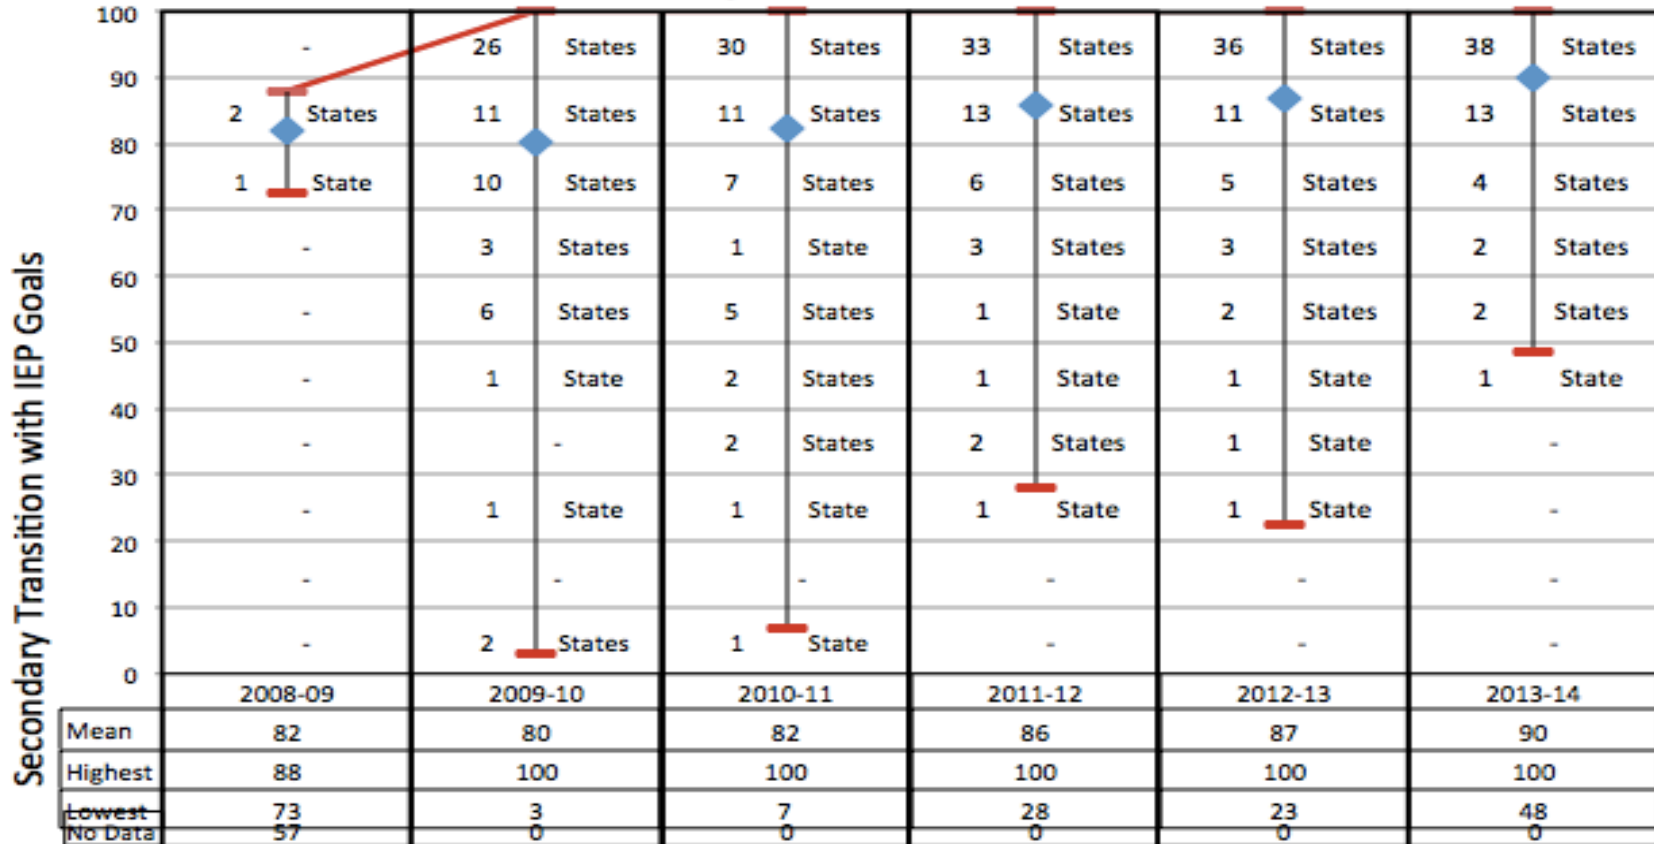 Secondary Transition with IEP Goals
100
- 26 States 30 States 33 States 36 States 38 States
90
2 States 11 States 11 States 13 States 11 States 13 States
80
1 State 10 States 7 States 6 States 5 States 4 States
70
- 3 States 1 State 3 States 3 States 2 States
60
- 6 States 5 States 1 State 2 States 2 States
50
- 1 State 2 States 1 State 1 State 1 State
40
- - 2 States 2 States 1 State -
30
- 1 State 1 State 1 State 1 State -
20
- - - - - -
10
- 2 States 1 State - - -
0
2008-09 2009-10 2010-11 2011-12 2012-13 2013-14
Mean 82 80 82 86 87 90
Highest 88 100 100 100 100 100
Lowest 73 3 7 28 23 48
No Data 57 0 0 0 0 0